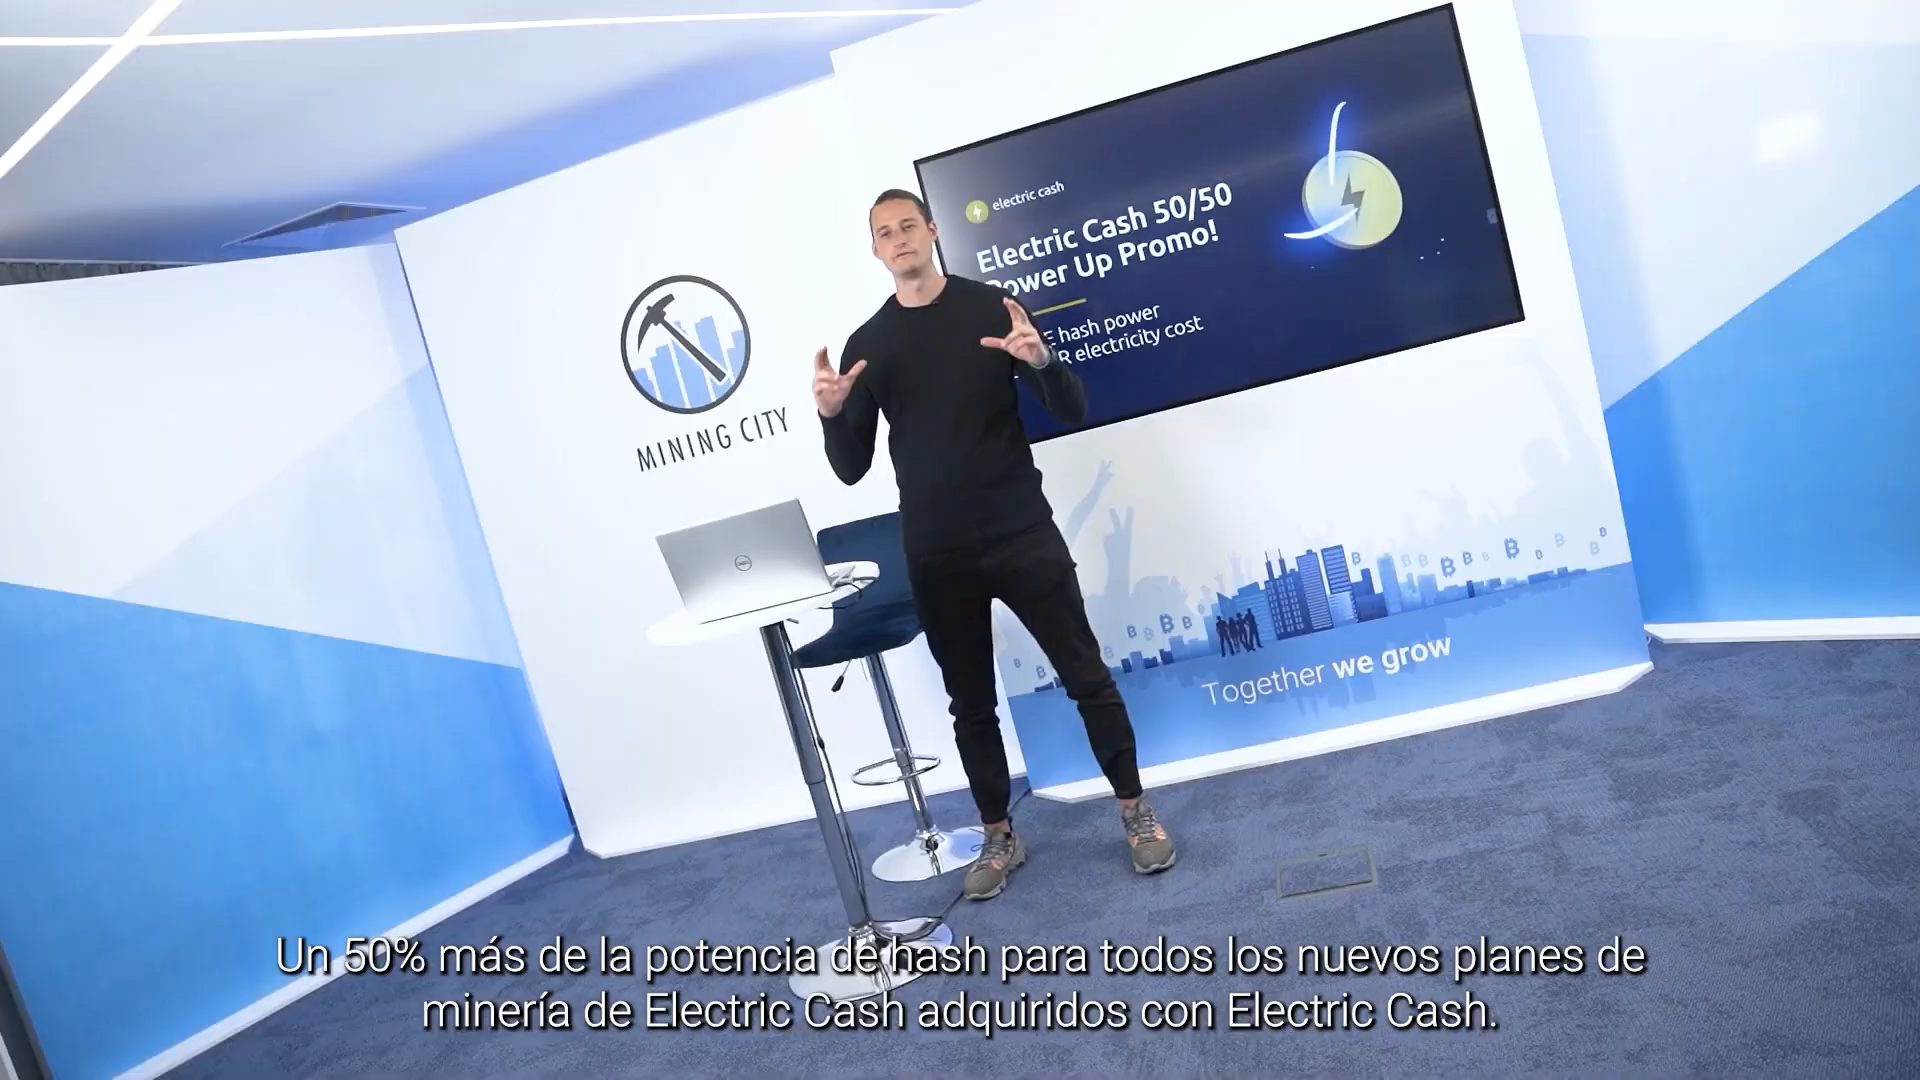 electric cash
Electric Cash 50/50
Power Up Promo!
hash power
electricity cost
MINING CITY
DELL
Together we grow
Un 50% más de la potencia de hash para todos los nuevos planes de
minería de Electric Cash adquiridos con Electric Cash.